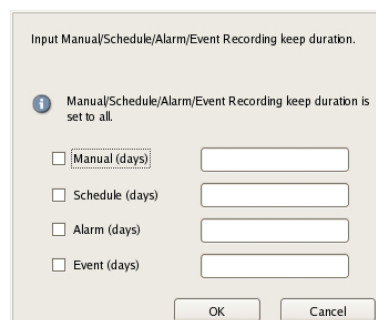 Input Manual/Schedule/Alarm/Event Recording keep duration.
Manual/Schedule/Alarm/Event Recording keep duration is
set to all.
Manual (days)
Schedule (days)
Alarm (days)
Event (days)
OK Cancel